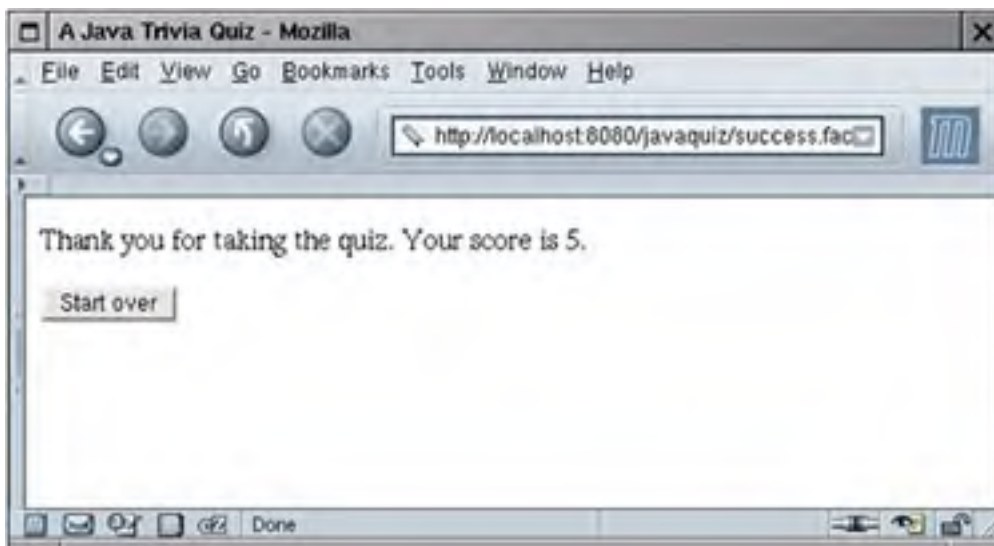 A Java Trivia Quiz - Mozilla
File Edit View Go Bookmarks Tools Window Help
http://localhost:8080/javaquiz/success.fac
Thank you for taking the quiz. Your score is 5.
Start over
Done